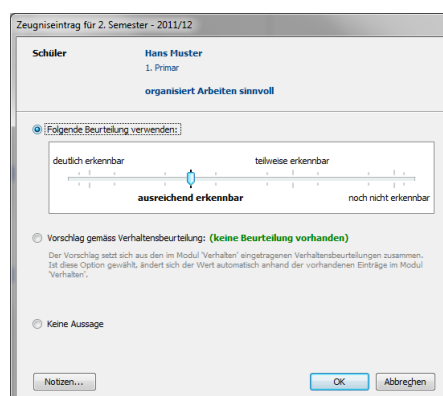 Zeugniseintrag für 2. Semester - 2011/12
Schüler Hans Muster
1. Primar
organisiert Arbeiten sinnvoll
Folgende Beurteilung verwenden:
deutlich erkennbar teilweise erkennbar
ausreichend erkennbar noch nicht erkennbar
Vorschlag gemäss Verhaltensbeurteilung: (keine Beurteilung vorhanden)
Der Vorschlag setzt sich aus den im Modul 'Verhalten' eingetragenen Verhaltensbeurteilungen zusammen.
Ist diese Option gewählt, ändert sich der Wert automatisch anhand der vorhandenen Einträge im Modul
'Verhalten'.
Keine Aussage
Notizen... OK Abbrechen